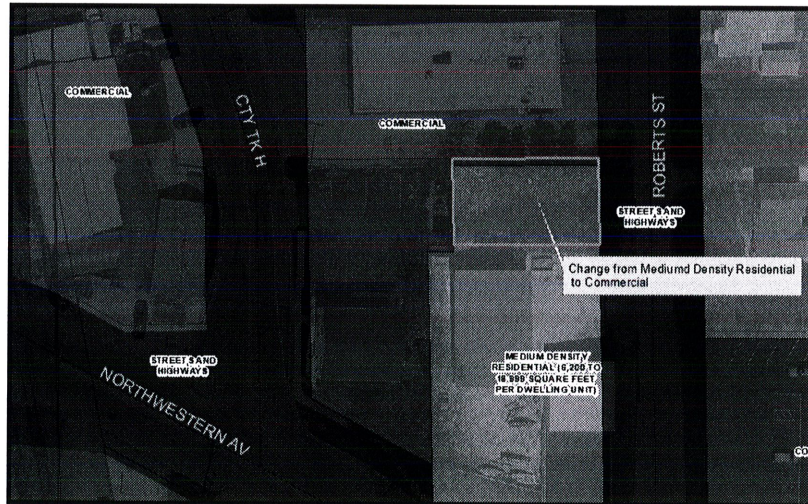 COMMERCIAL
CTY TK H
COMMERCIAL
ROBERTS ST
STREETS AND
HIGHWAYS
Change from Mediumd Density Residential
to Commercial
STREETS AND
HIGHWAYS
NORTHWESTERN AV
MEDIUM DENSITY
RESIDENTIAL (6,200 TO
18,999 SQUARE FEET
PER DWELLING UNIT)
CO